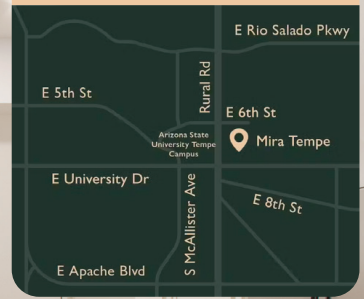 E Rio Salado Pkwy
Rural Rd
E 5th St
E 6th St
Arizona State
University Tempe
Campus
Mira Tempe
E University Dr
S McAllister Ave
E 8th St
E Apache Blvd